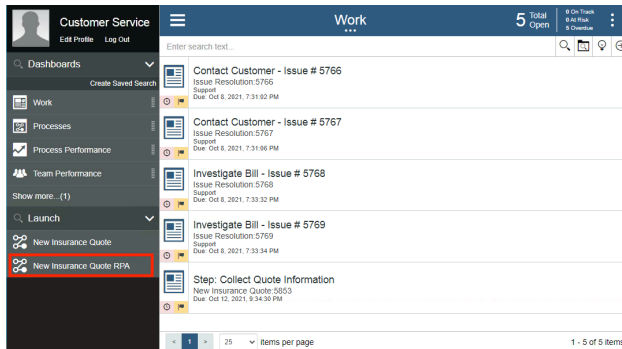 Customer Service
Edit Profile Log Out
Dashboards
Create Saved Search
Work
Processes
Process Performance
Team Performance
Show more...(1)
Launch
New Insurance Quote
New Insurance Quote RPA
Work
5 Total Open
0 On Track
0 At Risk
5 Overdue
Enter search text...
Contact Customer - Issue # 5766
Issue Resolution:5766
Support
Due: Oct 8, 2021, 7:31:02 PM
Contact Customer - Issue # 5767
Issue Resolution:5767
Support
Due: Oct 8, 2021, 7:31:06 PM
Investigate Bill - Issue # 5768
Issue Resolution:5768
Support
Due: Oct 8, 2021, 7:33:32 PM
Investigate Bill - Issue # 5769
Issue Resolution:5769
Support
Due: Oct 8, 2021, 7:33:34 PM
Step: Collect Quote Information
New Insurance Quote:5853
Due: Oct 12, 2021, 9:34:30 PM
< 1 > 25 items per page
1 - 5 of 5 items